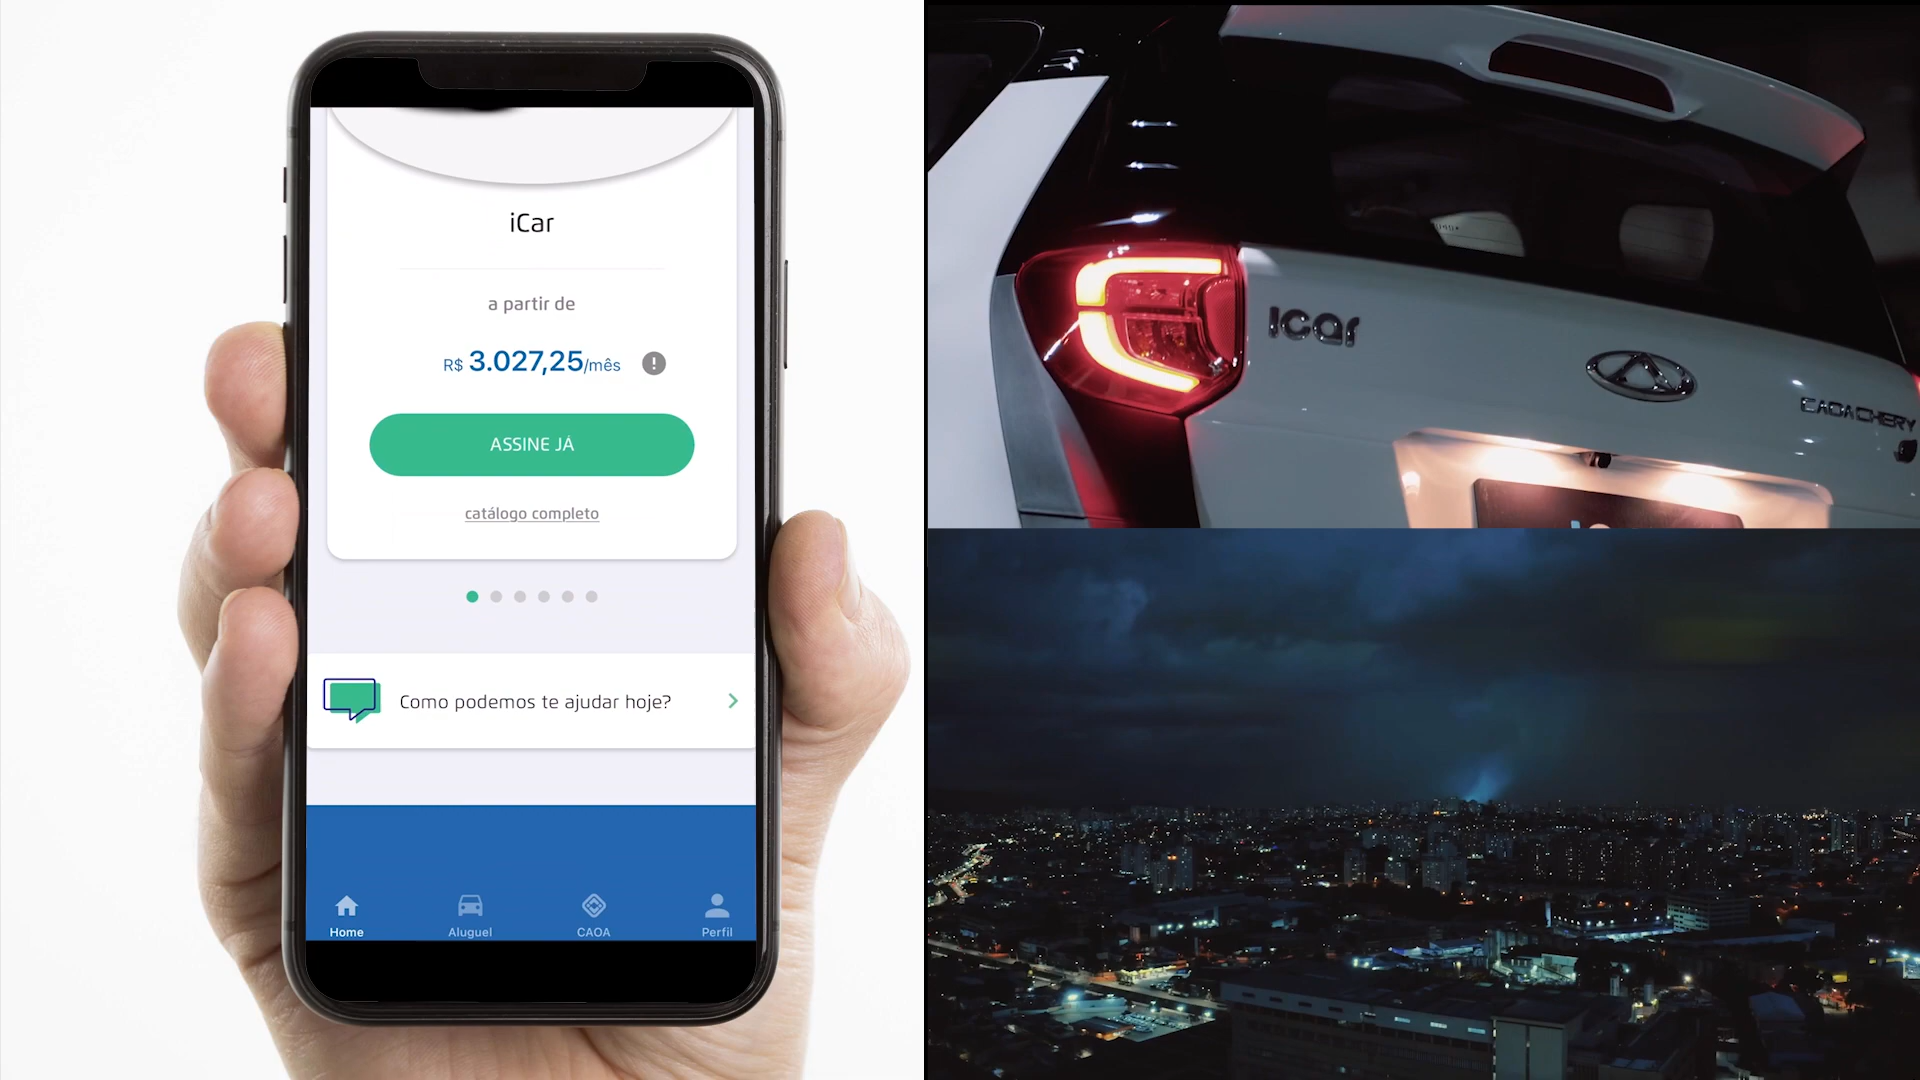 iCar
a partir de
R$ 3.027,25/mês
ASSINE JÁ
catálogo completo
Como podemos te ajudar hoje?
Home
Aluguel
CAOA
Perfil
icar
CAOA CHERY